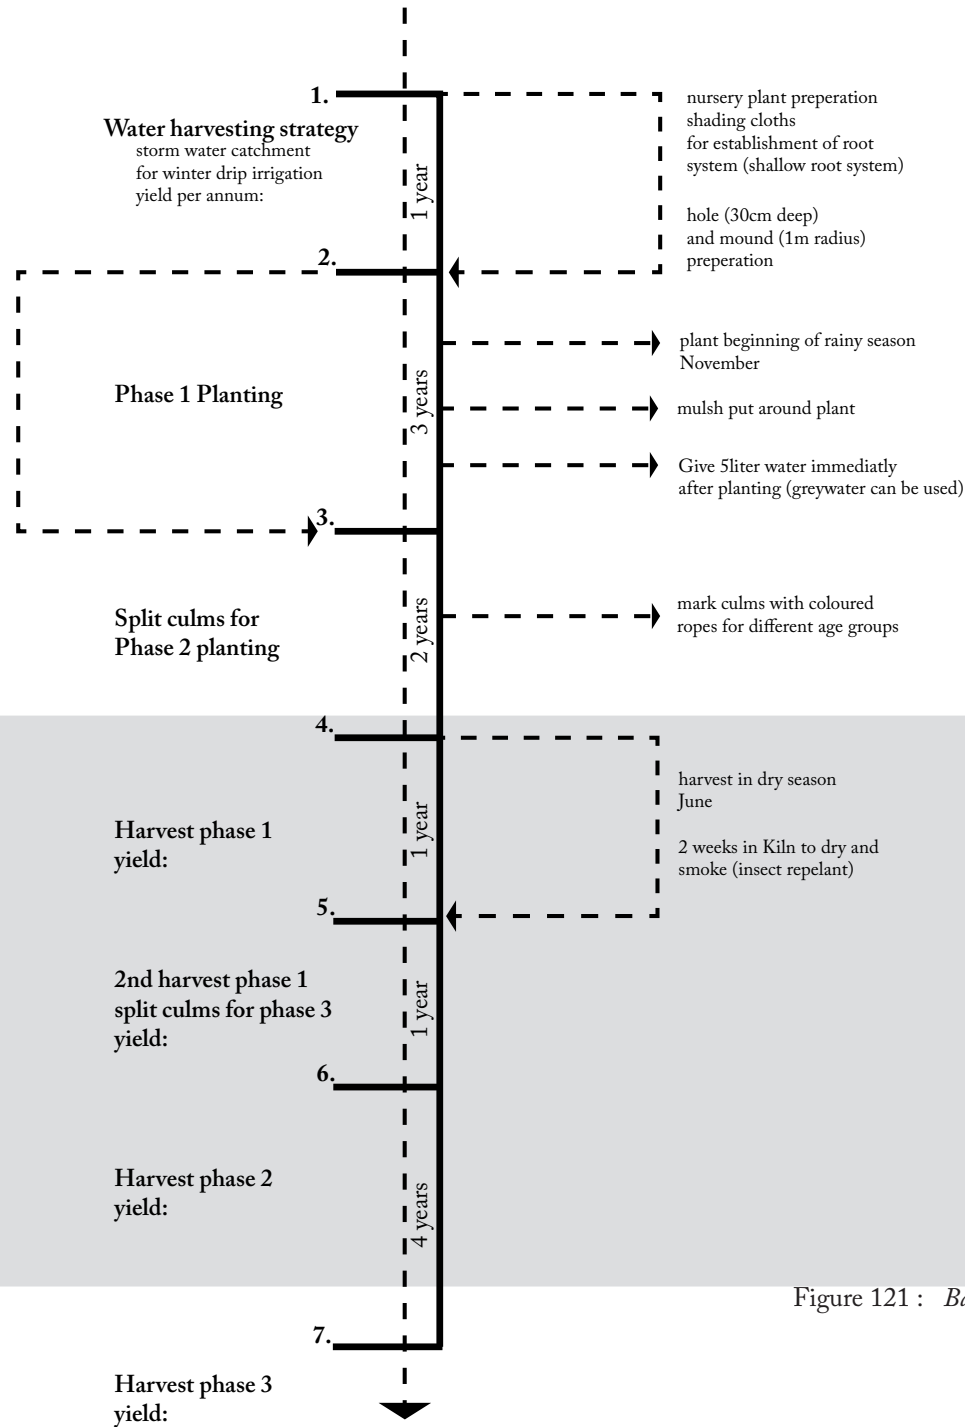 1.
Water harvesting strategy
storm water catchment
for winter drip irrigation
yield per annum:
1 year
nursery plant preperation
shading cloths
for establishment of root
system (shallow root system)
hole (30cm deep)
and mound (1m radius)
preperation
2.
Phase 1 Planting
3 years
plant beginning of rainy season
November
mulsh put around plant
Give 5liter water immediatly
after planting (greywater can be used)
3.
Split culms for
Phase 2 planting
2 years
mark culms with coloured
ropes for different age groups
4.
Harvest phase 1
yield:
1 year
harvest in dry season
June
2 weeks in Kiln to dry and
smoke (insect repelant)
5.
2nd harvest phase 1
split culms for phase 3
yield:
1 year
6.
Harvest phase 2
yield:
4 years
Figure 121 :
7.
Harvest phase 3
yield: